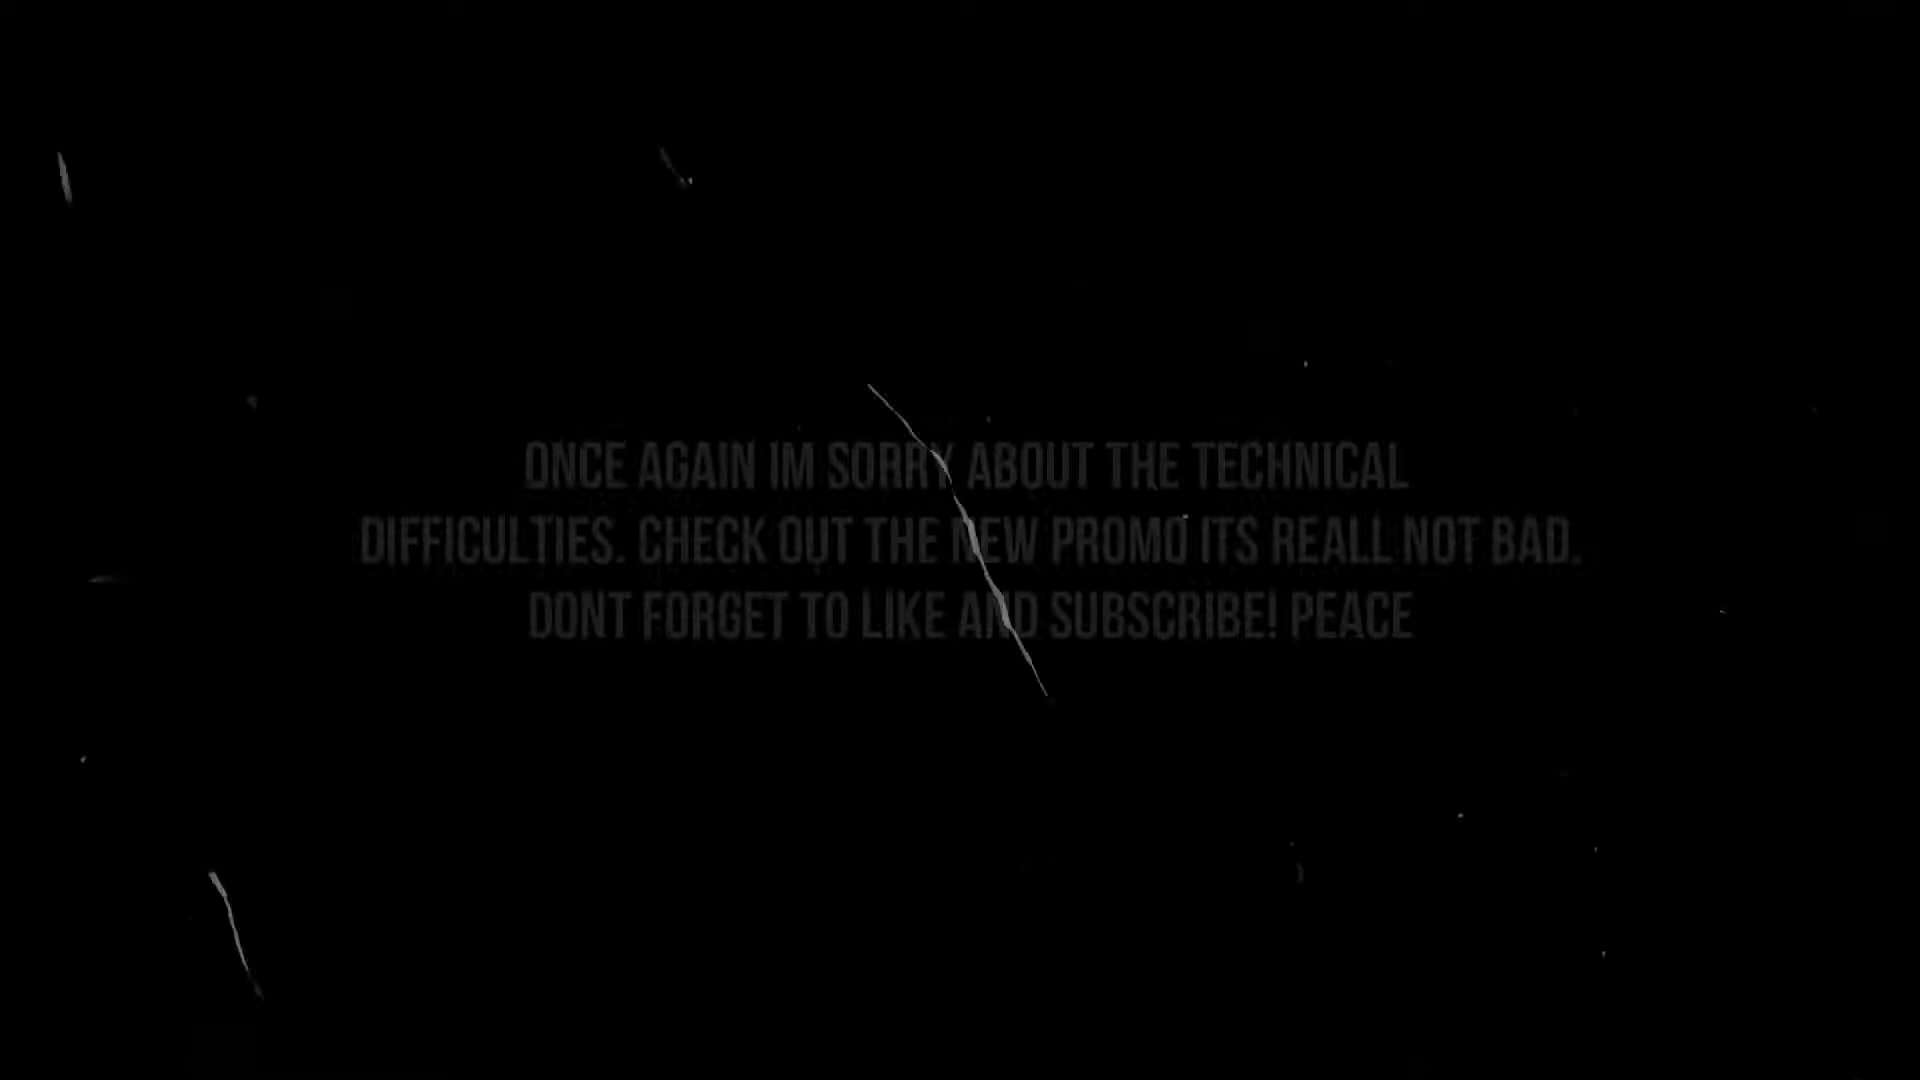 ONCE AGAIN IM SORRY ABOUT THE TECHNICAL
DIFFICULTIES. CHECK OUT THE NEW PROMO ITS REALL NOT BAD.
DONT FORGET TO LIKE AND SUBSCRIBE! PEACE